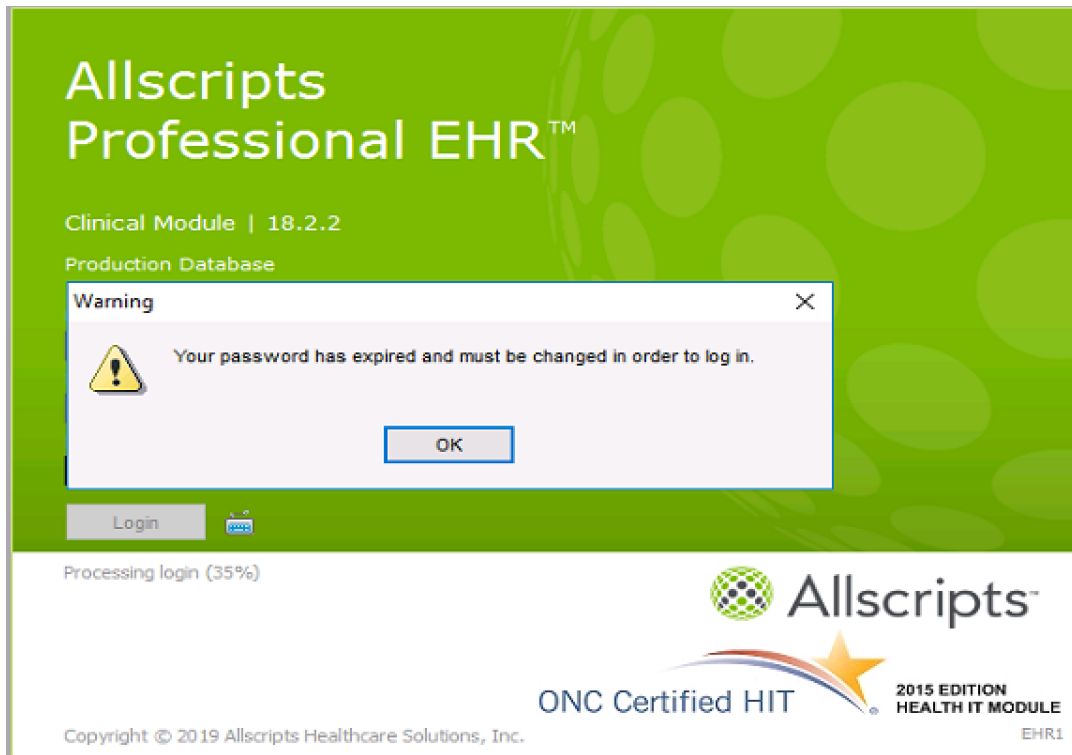 Allscripts
Professional EHR™
Clinical Module | 18.2.2
Production Database
Warning
Your password has expired and must be changed in order to log in.
OK
Login
Processing login (35%)
Allscripts™
ONC Certified HIT®
2015 EDITION
HEALTH IT MODULE
Copyright © 2019 Allscripts Healthcare Solutions, Inc.
EHR1